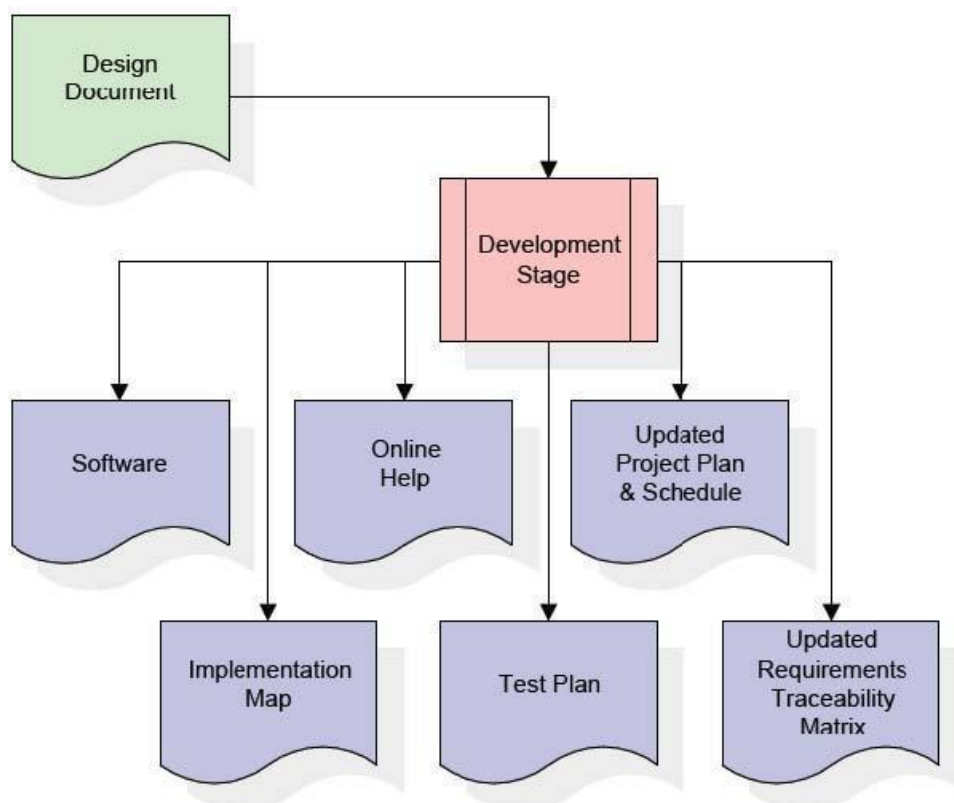 Design
Document
Development
Stage
Software
Online
Help
Updated
Project Plan
& Schedule
Implementation
Map
Test Plan
Updated
Requirements
Traceability
Matrix